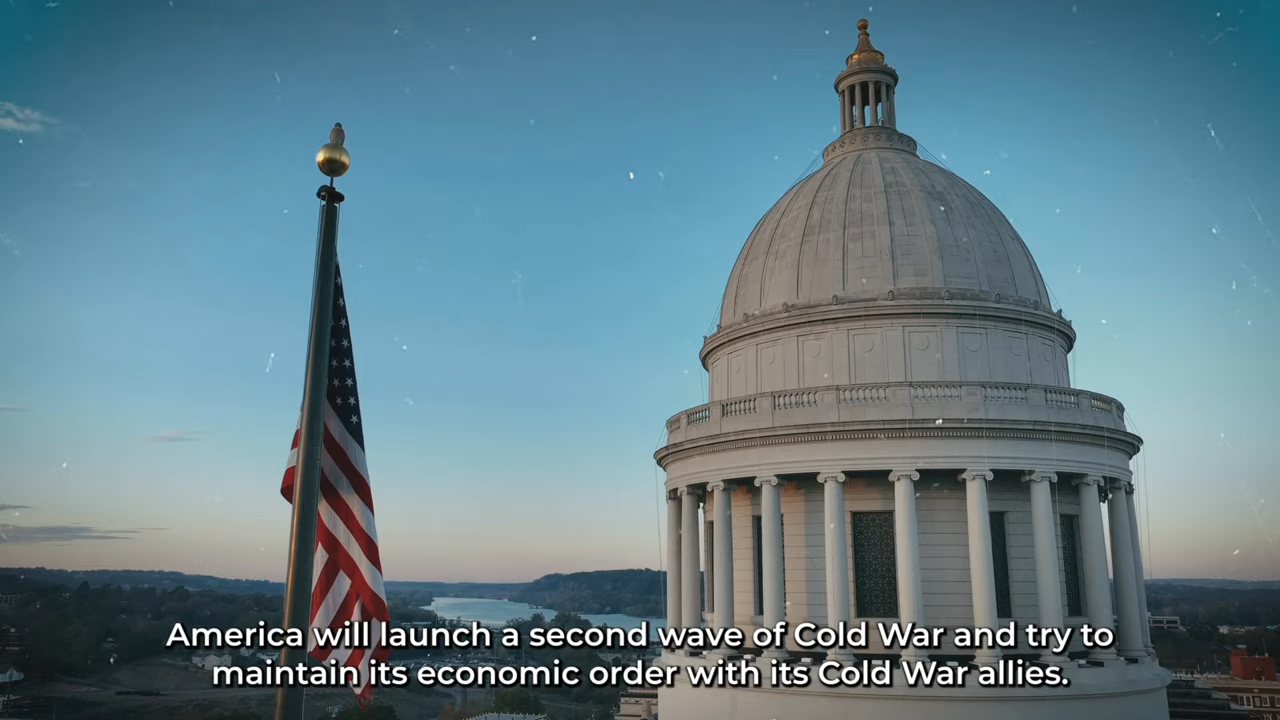 America will launch a second wave of Cold War and try to
maintain its economic order with its Cold War allies.